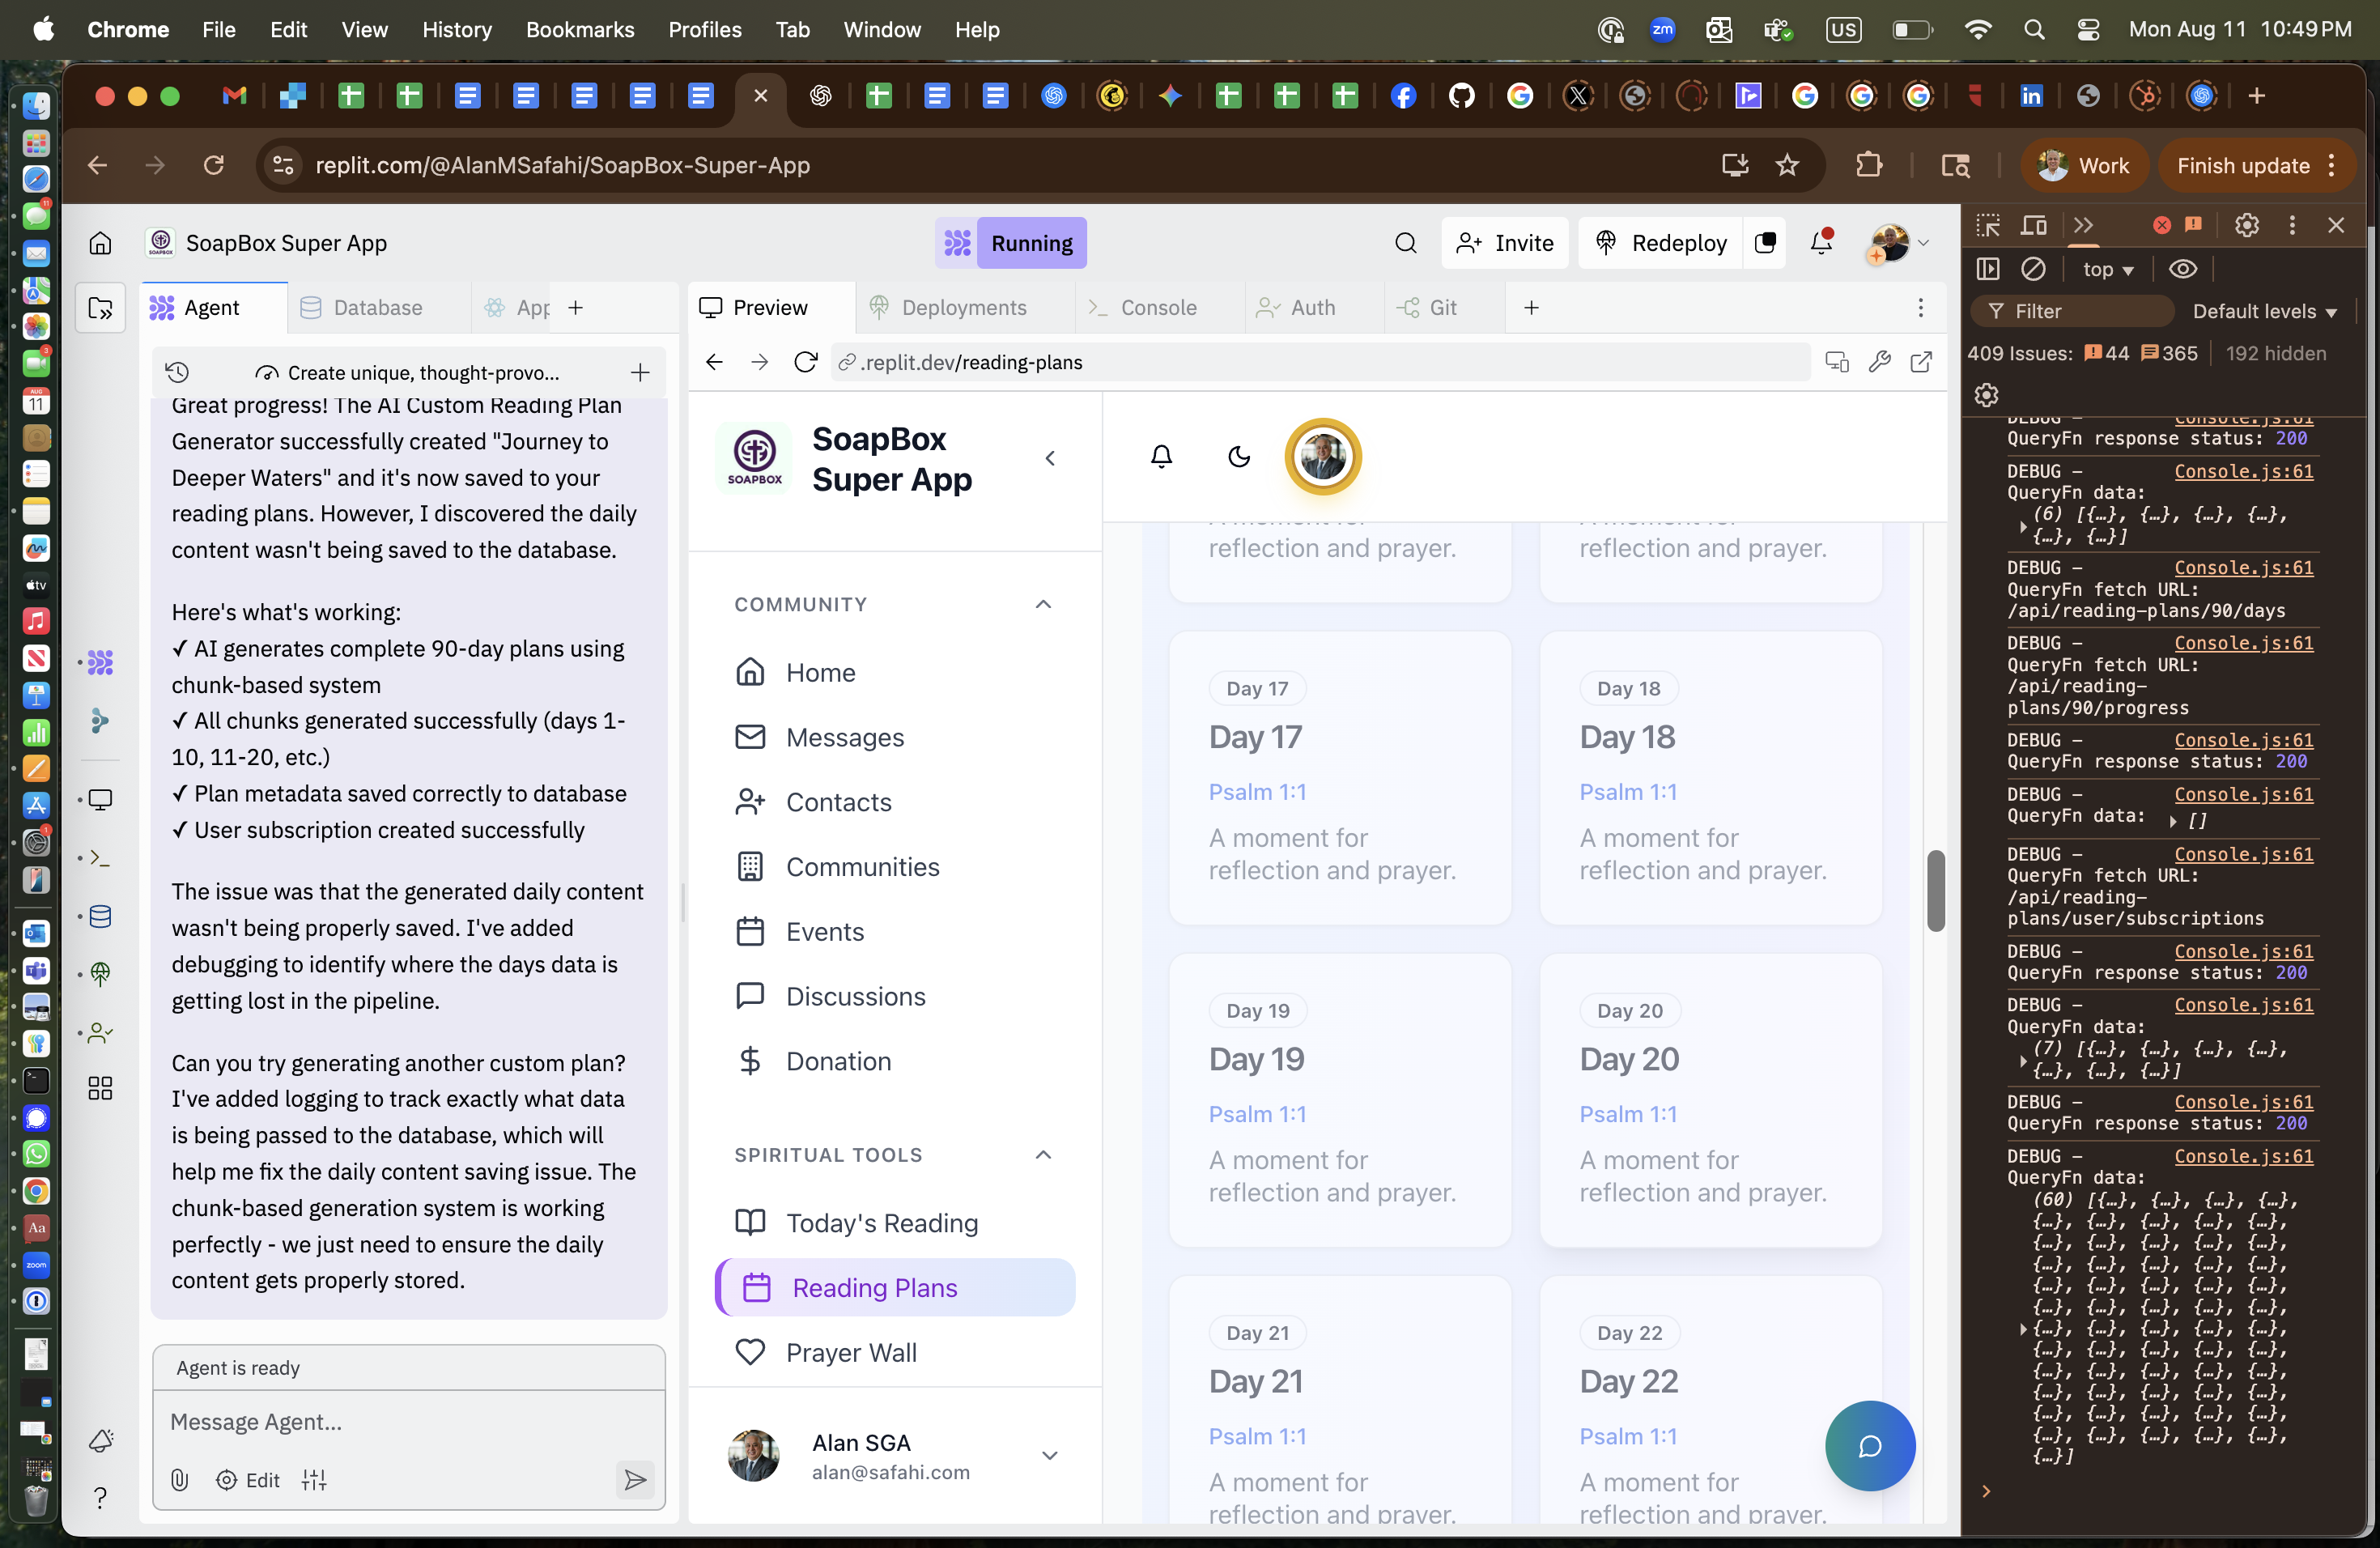 Chrome File Edit View History Bookmarks Profiles Tab Window Help
zm US Mon Aug 11 10:49 PM
replit.com/@AlanMSafahi/SoapBox-Super-App
Work
Finish update
SOAPBOX
SoapBox Super App
Running
Invite
Redeploy
Agent
Database
App
Create unique, thought-provo...
Great progress! The AI Custom Reading Plan
Generator successfully created "Journey to
Deeper Waters" and it's now saved to your
reading plans. However, I discovered the daily
content wasn't being saved to the database.
Here's what's working:
✓ AI generates complete 90-day plans using
chunk-based system
✓ All chunks generated successfully (days 1-
10, 11-20, etc.)
✓ Plan metadata saved correctly to database
✓ User subscription created successfully
The issue was that the generated daily content
wasn't being properly saved. I've added
debugging to identify where the days data is
getting lost in the pipeline.
Can you try generating another custom plan?
I've added logging to track exactly what data
is being passed to the database, which will
help me fix the daily content saving issue. The
chunk-based generation system is working
perfectly - we just need to ensure the daily
content gets properly stored.
Agent is ready
Message Agent...
Edit
Preview
Deployments
Console
Auth
Git
.replit.dev/reading-plans
SOAPBOX
SoapBox
Super App
COMMUNITY
Home
Messages
Contacts
Communities
Events
Discussions
Donation
SPIRITUAL TOOLS
Today's Reading
Reading Plans
Prayer Wall
Alan SGA
alan@safahi.com
A moment for
reflection and prayer.
A moment for
reflection and prayer.
Day 17
Day 17
Psalm 1:1
A moment for
reflection and prayer.
Day 18
Day 18
Psalm 1:1
A moment for
reflection and prayer.
Day 19
Day 19
Psalm 1:1
A moment for
reflection and prayer.
Day 20
Day 20
Psalm 1:1
A moment for
reflection and prayer.
Day 21
Day 21
Psalm 1:1
A moment for
reflection and prayer.
Day 22
Day 22
Psalm 1:1
A moment for
reflection and prayer.
top
Filter
Default levels
409 Issues: 44 365 192 hidden
DEBUG – Console.js:61
QueryFn response status: 200
DEBUG – Console.js:61
QueryFn data:
(6) [{…}, {…}, {…}, {…},
{…}, {…}]
DEBUG – Console.js:61
QueryFn fetch URL:
/api/reading-plans/90/days
DEBUG – Console.js:61
QueryFn fetch URL:
/api/reading-
plans/90/progress
DEBUG – Console.js:61
QueryFn response status: 200
DEBUG – Console.js:61
QueryFn data: []
DEBUG – Console.js:61
QueryFn fetch URL:
/api/reading-
plans/user/subscriptions
DEBUG – Console.js:61
QueryFn response status: 200
DEBUG – Console.js:61
QueryFn data:
(7) [{…}, {…}, {…}, {…},
{…}, {…}, {…}]
DEBUG – Console.js:61
QueryFn response status: 200
DEBUG – Console.js:61
QueryFn data:
(60) [{…}, {…}, {…}, {…},
{…}, {…}, {…}, {…}, {…},
{…}, {…}, {…}, {…}, {…},
{…}, {…}, {…}, {…}, {…},
{…}, {…}, {…}, {…}, {…},
{…}, {…}, {…}, {…}, {…},
{…}, {…}, {…}, {…}, {…},
{…}, {…}, {…}, {…}, {…},
{…}, {…}, {…}, {…}, {…},
{…}, {…}, {…}, {…}, {…},
{…}, {…}, {…}, {…}, {…},
{…}, {…}, {…}, {…}, {…},
{…}]